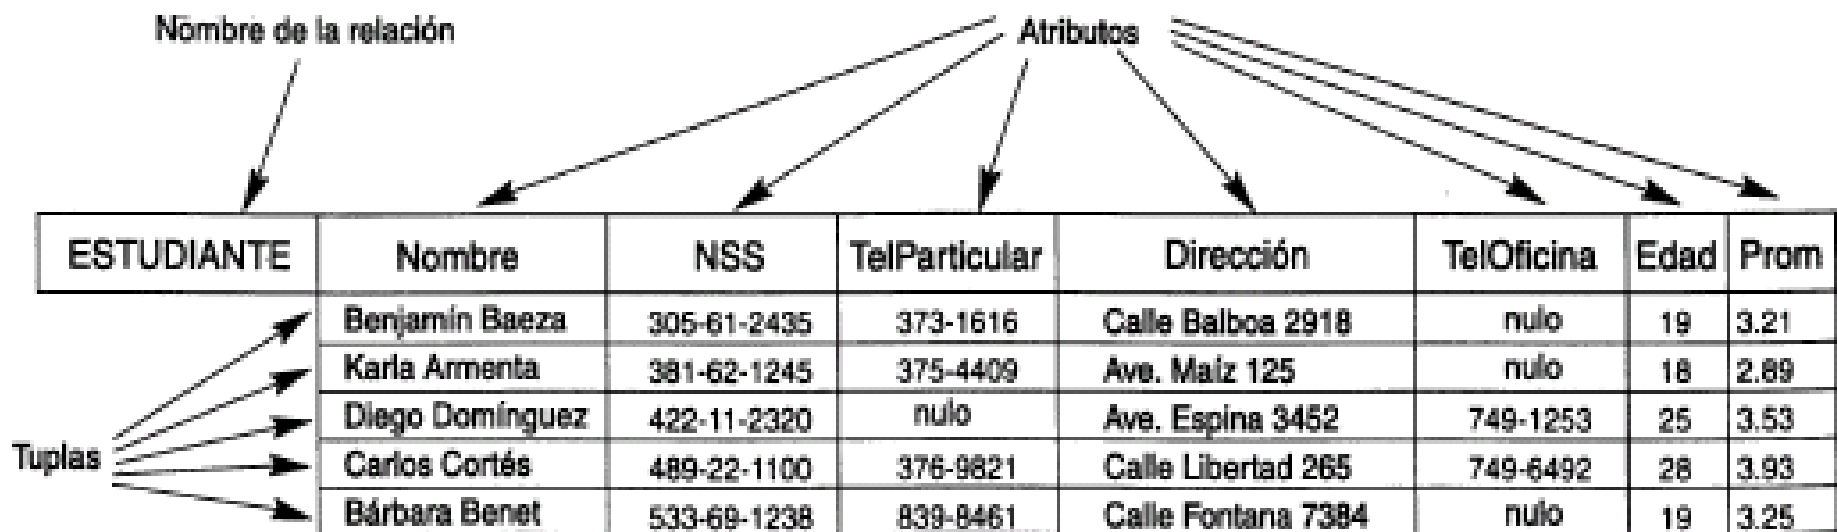 Nombre de la relación Atributos
ESTUDIANTE Nombre NSS TelParticular Dirección TelOficina Edad Prom
Benjamín Baeza 305-61-2435 373-1616 Calle Balboa 2918 nulo 19 3.21
Karla Armenta 381-62-1245 375-4409 Ave. Maíz 125 nulo 18 2.89
Diego Domínguez 422-11-2320 nulo Ave. Espina 3452 749-1253 25 3.53
Tuplas Carlos Cortés 489-22-1100 376-9821 Calle Libertad 265 749-6492 28 3.93
Bárbara Benet 533-69-1238 839-8461 Calle Fontana 7384 nulo 19 3.25